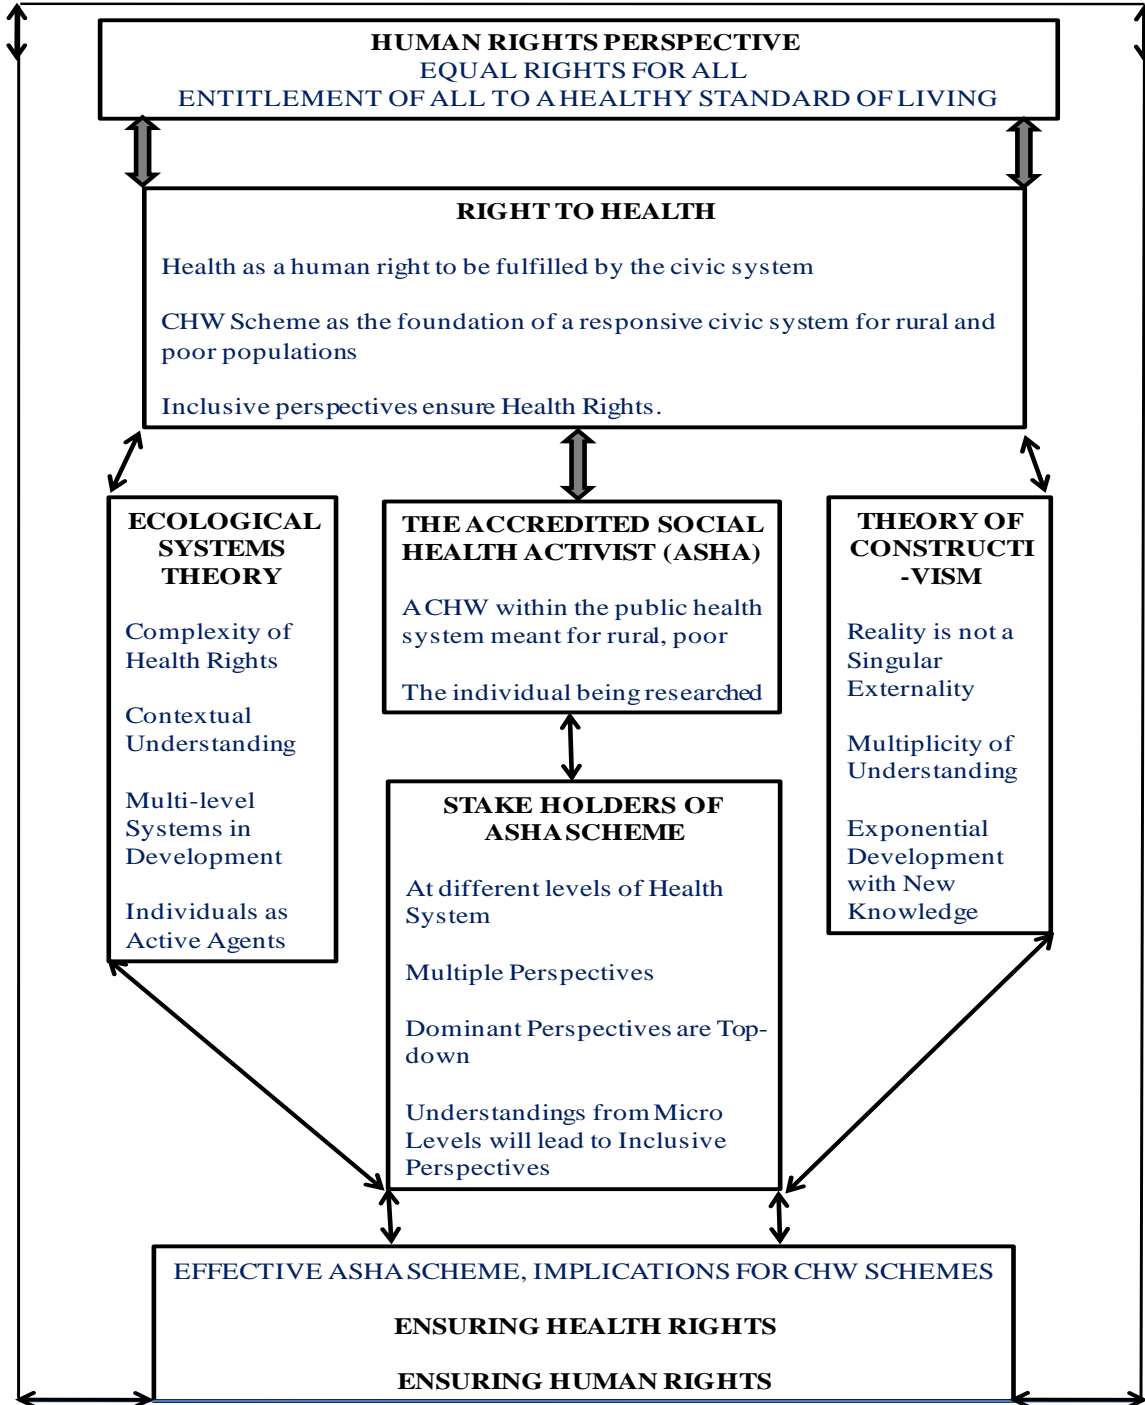 HUMAN RIGHTS PERSPECTIVE
EQUAL RIGHTS FOR ALL
ENTITLEMENT OF ALL TO A HEALTHY STANDARD OF LIVING
RIGHT TO HEALTH
Health as a human right to be fulfilled by the civic system
CHW Scheme as the foundation of a responsive civic system for rural and
poor populations
Inclusive perspectives ensure Health Rights.
ECOLOGICAL
SYSTEMS
THEORY
Complexity of
Health Rights
Contextual
Understanding
Multi-level
Systems in
Development
Individuals as
Active Agents
THE ACCREDITED SOCIAL
HEALTH ACTIVIST (ASHA)
A CHW within the public health
system meant for rural, poor
The individual being researched
STAKE HOLDERS OF
ASHA SCHEME
At different levels of Health
System
Multiple Perspectives
Dominant Perspectives are Top-
down
Understandings from Micro
Levels will lead to Inclusive
Perspectives
THEORY OF
CONSTRUCTI
-VISM
Reality is not a
Singular
Externality
Multiplicity of
Understanding
Exponential
Development
with New
Knowledge
EFFECTIVE ASHA SCHEME, IMPLICATIONS FOR CHW SCHEMES
ENSURING HEALTH RIGHTS
ENSURING HUMAN RIGHTS